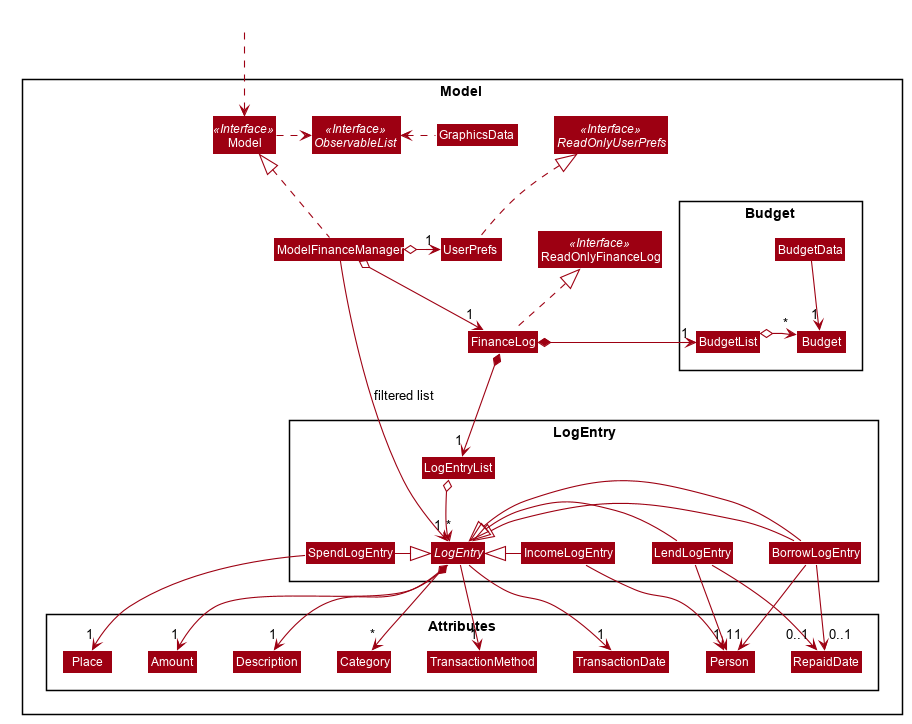 Model
«Interface»
Model
«Interface»
ObservableList
GraphicsData
«Interface»
ReadOnlyUserPrefs
Budget
ModelFinanceManager
1
UserPrefs
«Interface»
ReadOnlyFinanceLog
BudgetData
1
FinanceLog
1
BudgetList
*
1
Budget
filtered list
LogEntry
1
LogEntryList
1
*
SpendLogEntry
LogEntry
IncomeLogEntry
LendLogEntry
BorrowLogEntry
Attributes
1
1
1
*
1
1
1
1
1
0..1
0..1
Place
Amount
Description
Category
TransactionMethod
TransactionDate
Person
RepaidDate